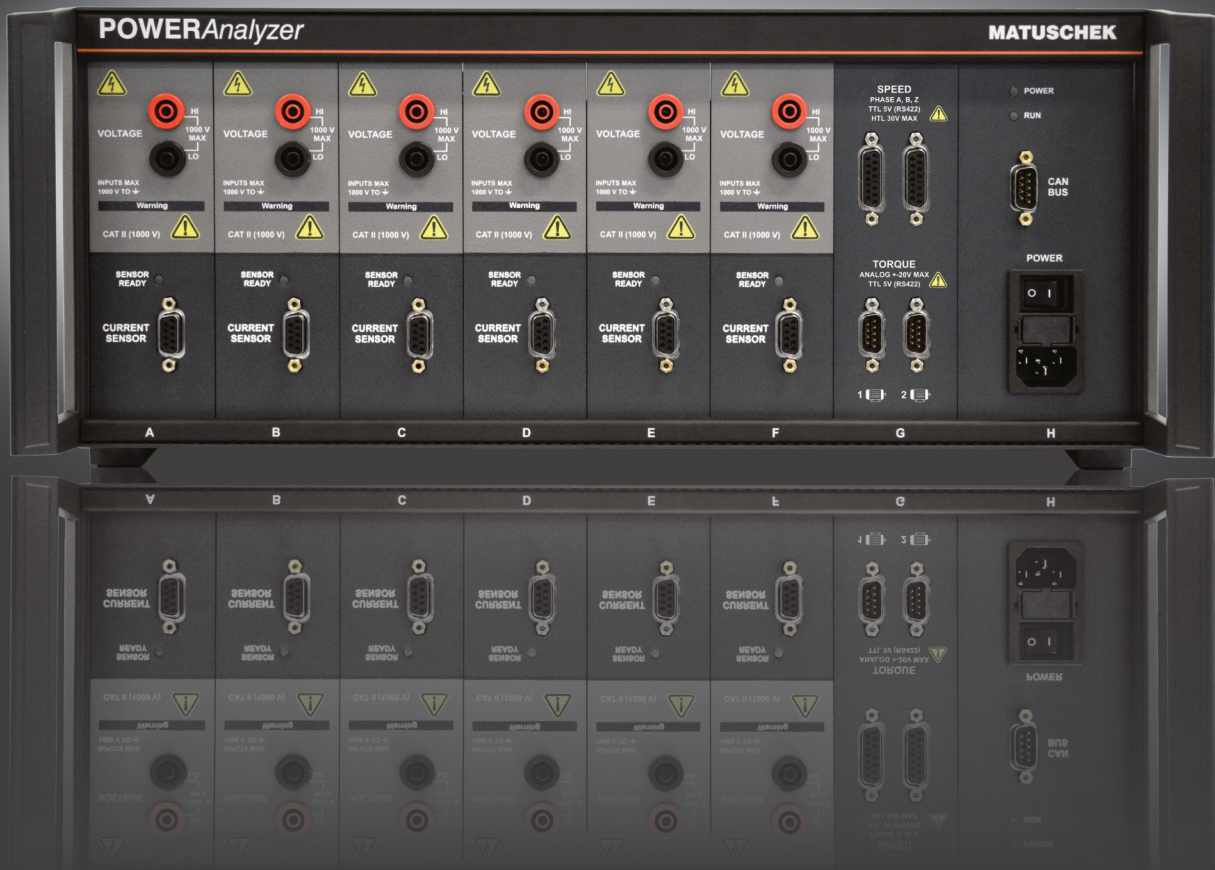 POWERAnalyzer
MATUSCHEK
VOLTAGE
HI
1000 V
MAX
LO
INPUTS MAX
1000 V TO
Warning
CAT II (1000 V)
SENSOR
READY
CURRENT
SENSOR
A
VOLTAGE
HI
1000 V
MAX
LO
INPUTS MAX
1000 V TO
Warning
CAT II (1000 V)
SENSOR
READY
CURRENT
SENSOR
B
VOLTAGE
HI
1000 V
MAX
LO
INPUTS MAX
1000 V TO
Warning
CAT II (1000 V)
SENSOR
READY
CURRENT
SENSOR
C
VOLTAGE
HI
1000 V
MAX
LO
INPUTS MAX
1000 V TO
Warning
CAT II (1000 V)
SENSOR
READY
CURRENT
SENSOR
D
VOLTAGE
HI
1000 V
MAX
LO
INPUTS MAX
1000 V TO
Warning
CAT II (1000 V)
SENSOR
READY
CURRENT
SENSOR
E
VOLTAGE
HI
1000 V
MAX
LO
INPUTS MAX
1000 V TO
Warning
CAT II (1000 V)
SENSOR
READY
CURRENT
SENSOR
F
SPEED
PHASE A, B, Z
TTL 5V (RS422)
HTL 30V MAX
TORQUE
ANALOG +-20V MAX
TTL 5V (RS422)
1 2
G
POWER
RUN
CAN
BUS
POWER
O I
H